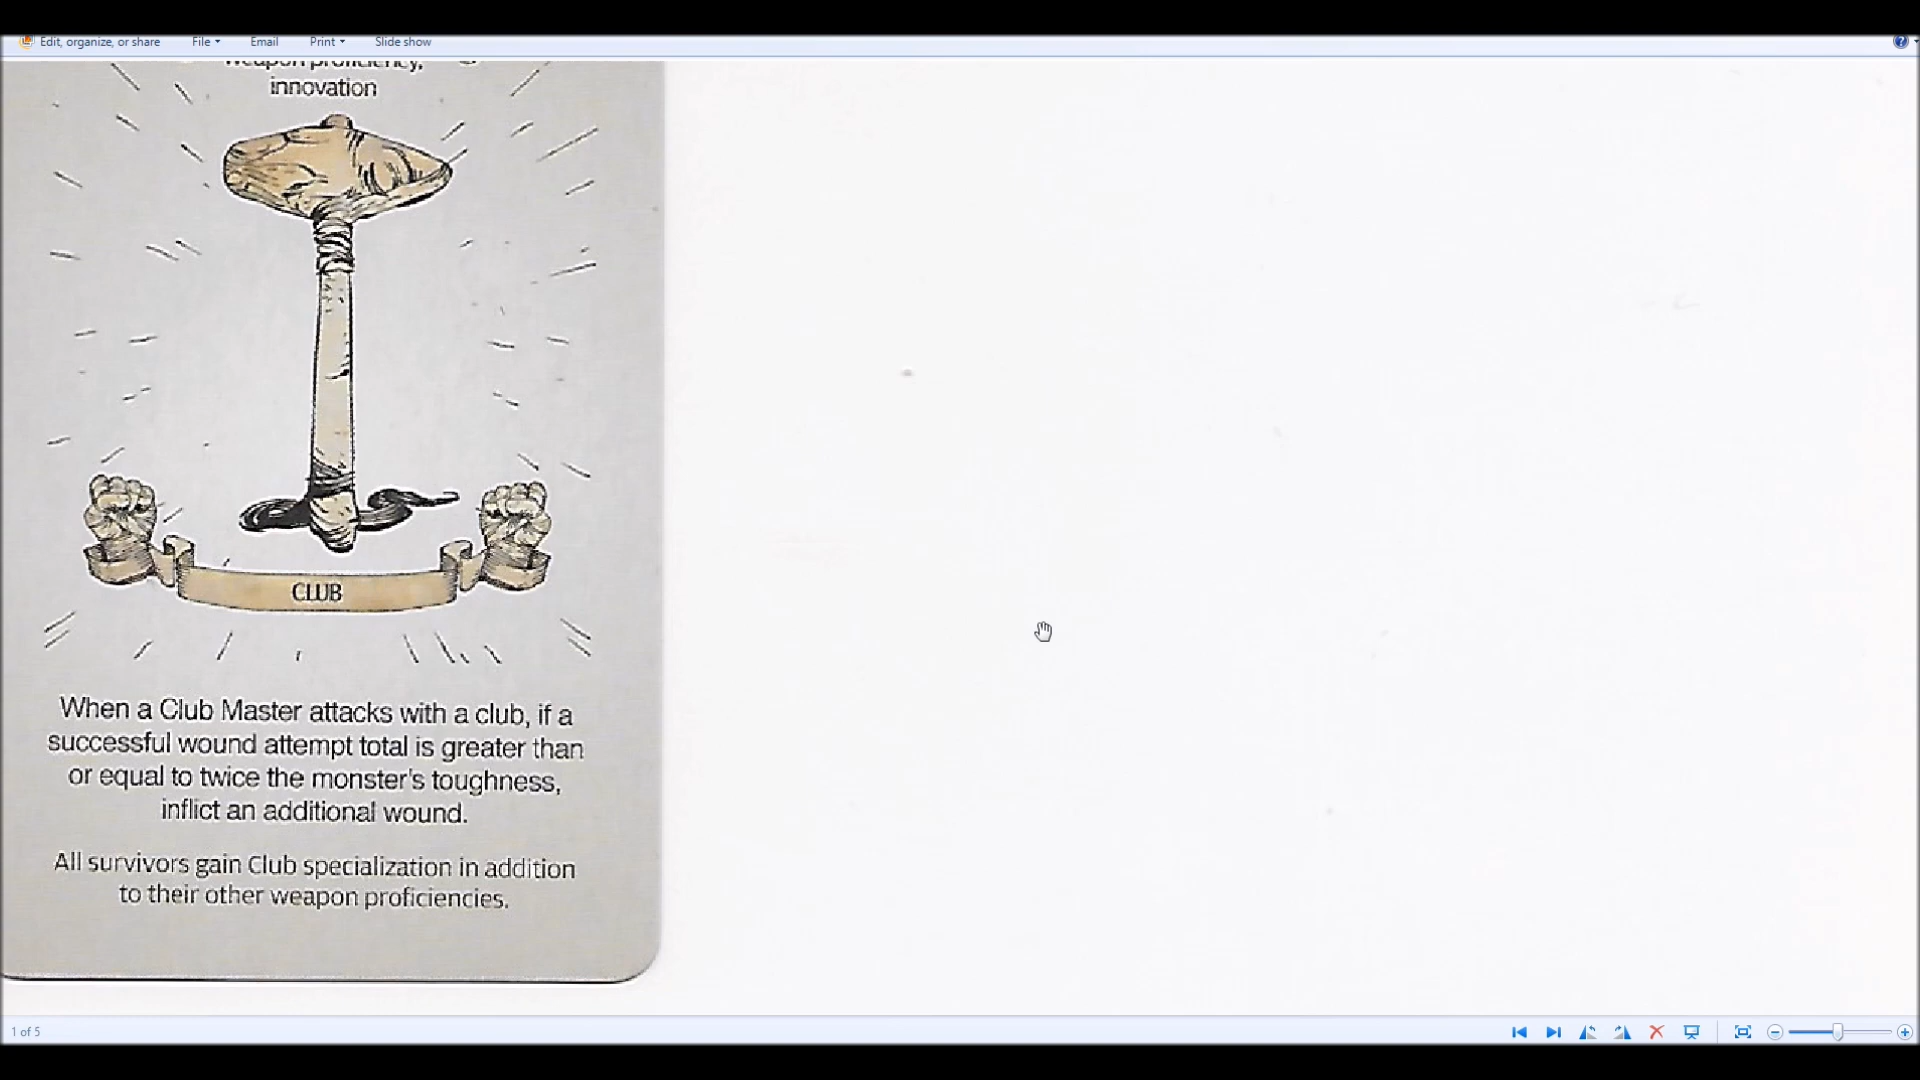 Edit, organize, or share File Email Print Slide show
weapon proficiency,
innovation
CLUB
When a Club Master attacks with a club, if a
successful wound attempt total is greater than
or equal to twice the monster's toughness,
inflict an additional wound.
All survivors gain Club specialization in addition
to their other weapon proficiencies.
1 of 5